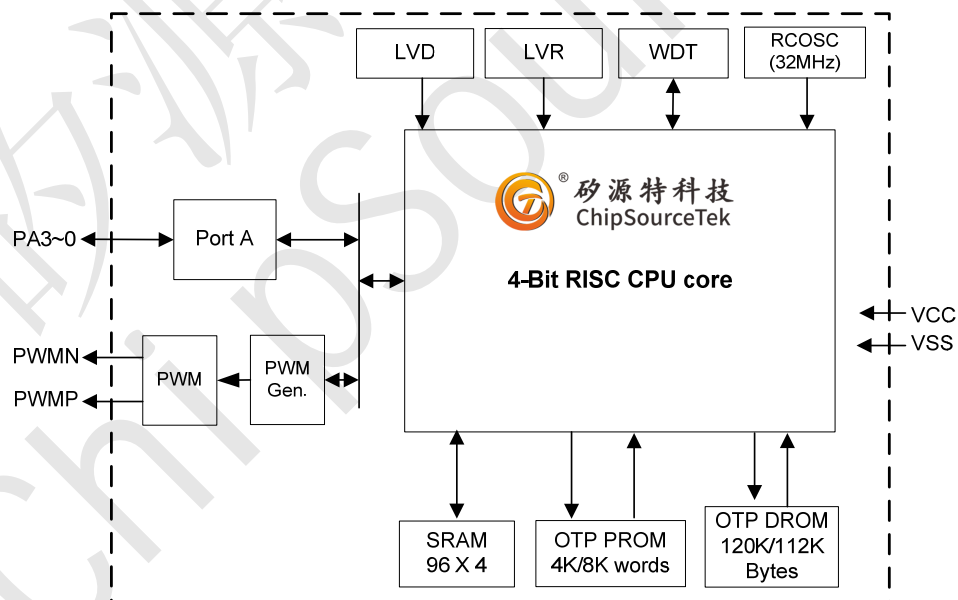 LVD
LVR
WDT
RCOSC
(32MHz)
®
矽源特科技
ChipSourceTek
4-Bit RISC CPU core
PA3~0
Port A
PWMN
PWMP
PWM
PWM
Gen.
VCC
VSS
SRAM
96 X 4
OTP PROM
4K/8K words
OTP DROM
120K/112K
Bytes